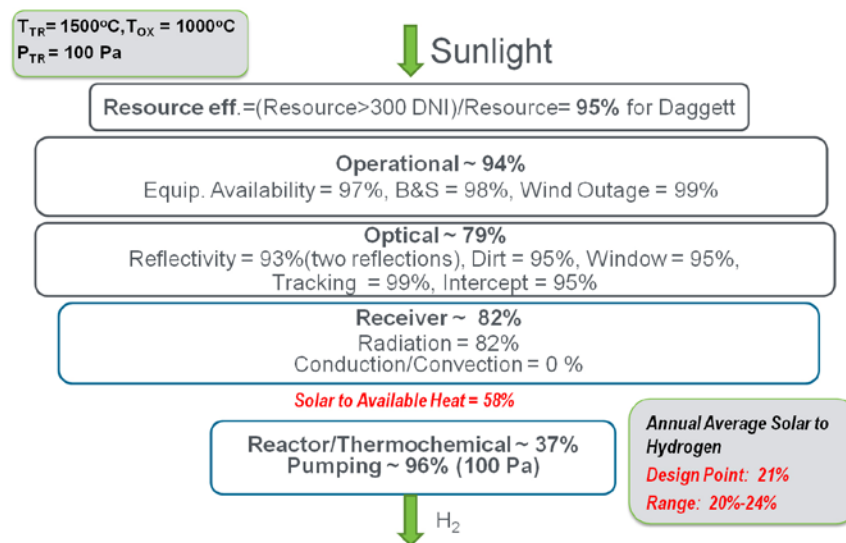 T_TR = 1500°C, T_OX = 1000°C
P_TR = 100 Pa
Sunlight
Resource eff.=(Resource>300 DNI)/Resource= 95% for Daggett
Operational ~ 94%
Equip. Availability = 97%, B&S = 98%, Wind Outage = 99%
Optical ~ 79%
Reflectivity = 93%(two reflections), Dirt = 95%, Window = 95%,
Tracking = 99%, Intercept = 95%
Receiver ~ 82%
Radiation = 82%
Conduction/Convection = 0 %
Solar to Available Heat = 58%
Reactor/Thermochemical ~ 37%
Pumping ~ 96% (100 Pa)
Annual Average Solar to
Hydrogen
Design Point: 21%
Range: 20%-24%
H₂